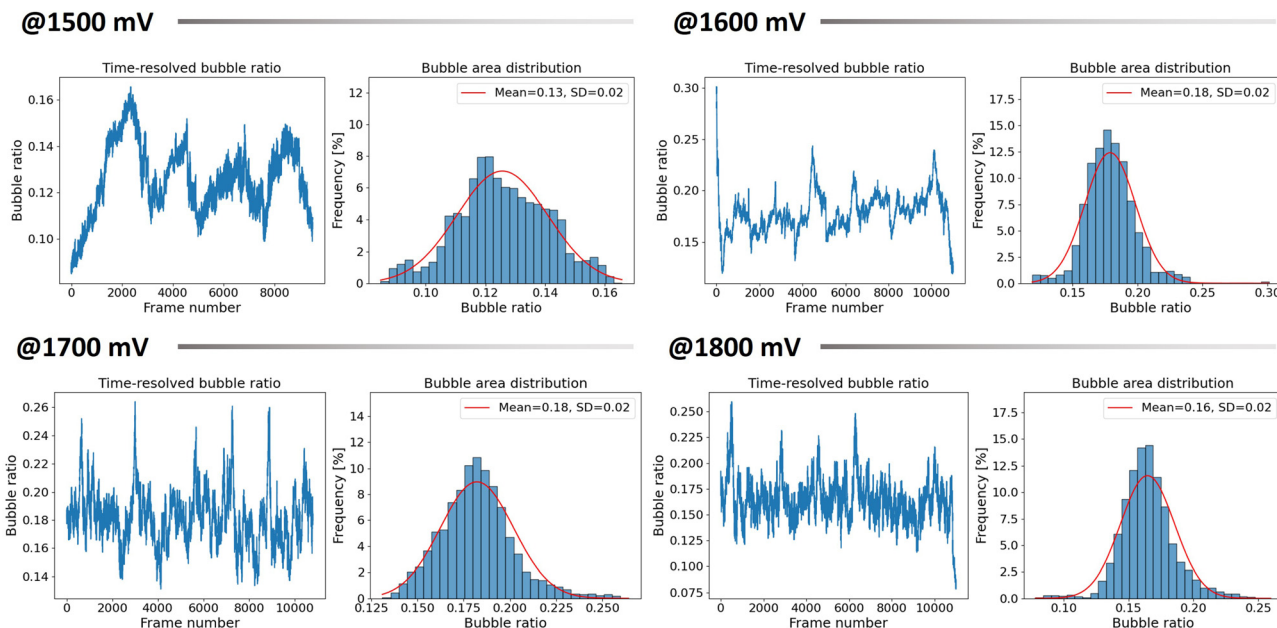 @1500 mV
Time-resolved bubble ratio
Bubble ratio
0.16
0.14
0.12
0.10
0 2000 4000 6000 8000
Frame number
Bubble area distribution
Mean=0.13, SD=0.02
Frequency [%]
12
10
8
6
4
2
0
0.10 0.12 0.14 0.16
Bubble ratio
@1600 mV
Time-resolved bubble ratio
Bubble ratio
0.30
0.25
0.20
0.15
0 2000 4000 6000 8000 10000
Frame number
Bubble area distribution
Mean=0.18, SD=0.02
Frequency [%]
17.5
15.0
12.5
10.0
7.5
5.0
2.5
0.0
0.15 0.20 0.25 0.30
Bubble ratio
@1700 mV
Time-resolved bubble ratio
Bubble ratio
0.26
0.24
0.22
0.20
0.18
0.16
0.14
0 2000 4000 6000 8000 10000
Frame number
Bubble area distribution
Mean=0.18, SD=0.02
Frequency [%]
14
12
10
8
6
4
2
0
0.125 0.150 0.175 0.200 0.225 0.250
Bubble ratio
@1800 mV
Time-resolved bubble ratio
Bubble ratio
0.250
0.225
0.200
0.175
0.150
0.125
0.100
0.075
0 2000 4000 6000 8000 10000
Frame number
Bubble area distribution
Mean=0.16, SD=0.02
Frequency [%]
17.5
15.0
12.5
10.0
7.5
5.0
2.5
0.0
0.10 0.15 0.20 0.25
Bubble ratio